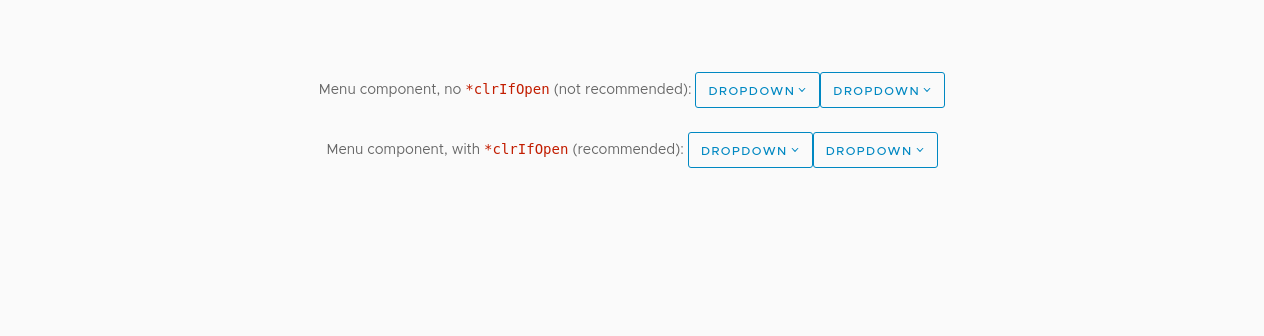 Menu component, no *clrIfOpen (not recommended): DROPDOWN DROPDOWN
Menu component, with *clrIfOpen (recommended): DROPDOWN DROPDOWN